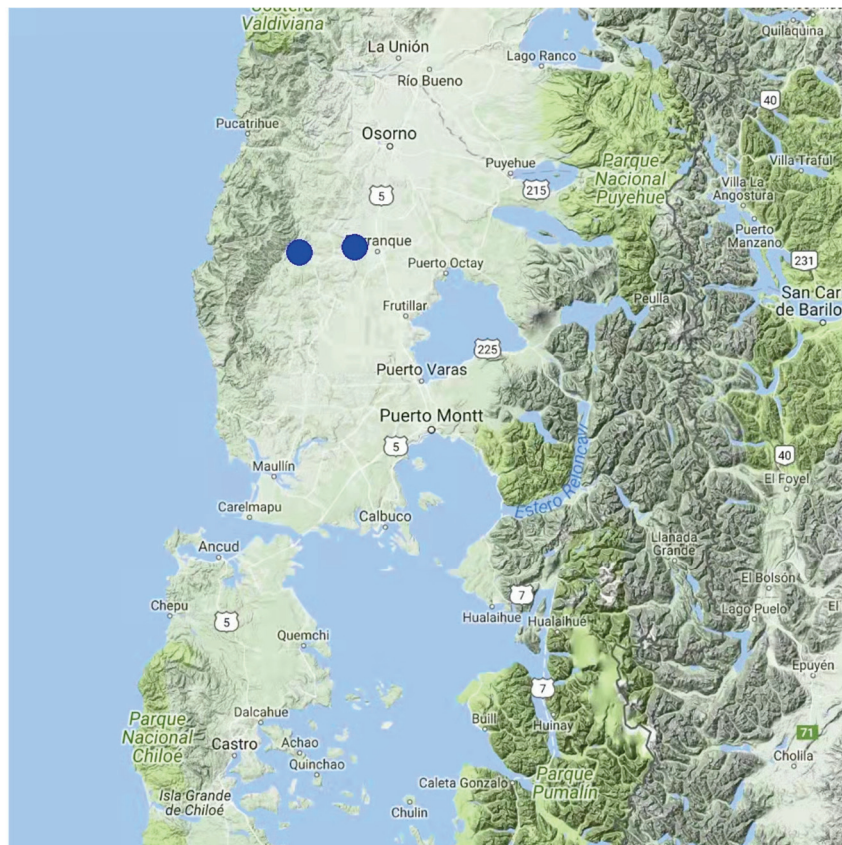 Costera
Valdiviana
La Unión
Lago Ranco
Quilaquina
Río Bueno
40
Pucatrihue
Osorno
Puyehue
Parque
Nacional
Puyehue
Villa Traful
215
5
Villa La
Angostura
Puerto
Manzano
rranque
Puerto Octay
231
Peulla
San Car
de Barilo
Frutillar
225
Puerto Varas
Puerto Montt
5
40
Maullín
El Foyel
Estero Reloncaví
Carelmapu
Calbuco
Llanada
Grande
Ancud
El Bolsón
7
Chepu
Hualaihue
Hualaihué
Lago Puelo
El
5
Quemchi
Epuyén
7
Parque
Nacional
Chiloé
Dalcahue
Buill
Huinay
71
Castro
Achao
Cholila
Quinchao
Parque
Pumalín
Caleta Gonzalo
Isla Grande
de Chiloé
Chulin